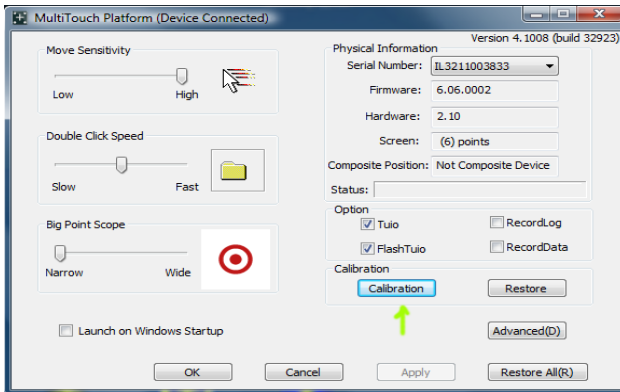 MultiTouch Platform (Device Connected)
Version 4.1008 (build 32923)
Move Sensitivity
Low High
Double Click Speed
Slow Fast
Big Point Scope
Narrow Wide
Launch on Windows Startup
Physical Information
Serial Number: IL3211003833
Firmware: 6.06.0002
Hardware: 2.10
Screen: (6) points
Composite Position: Not Composite Device
Status:
Option
Tuio RecordLog
FlashTuio RecordData
Calibration
Calibration Restore
Advanced(D)
OK Cancel Apply Restore All(R)